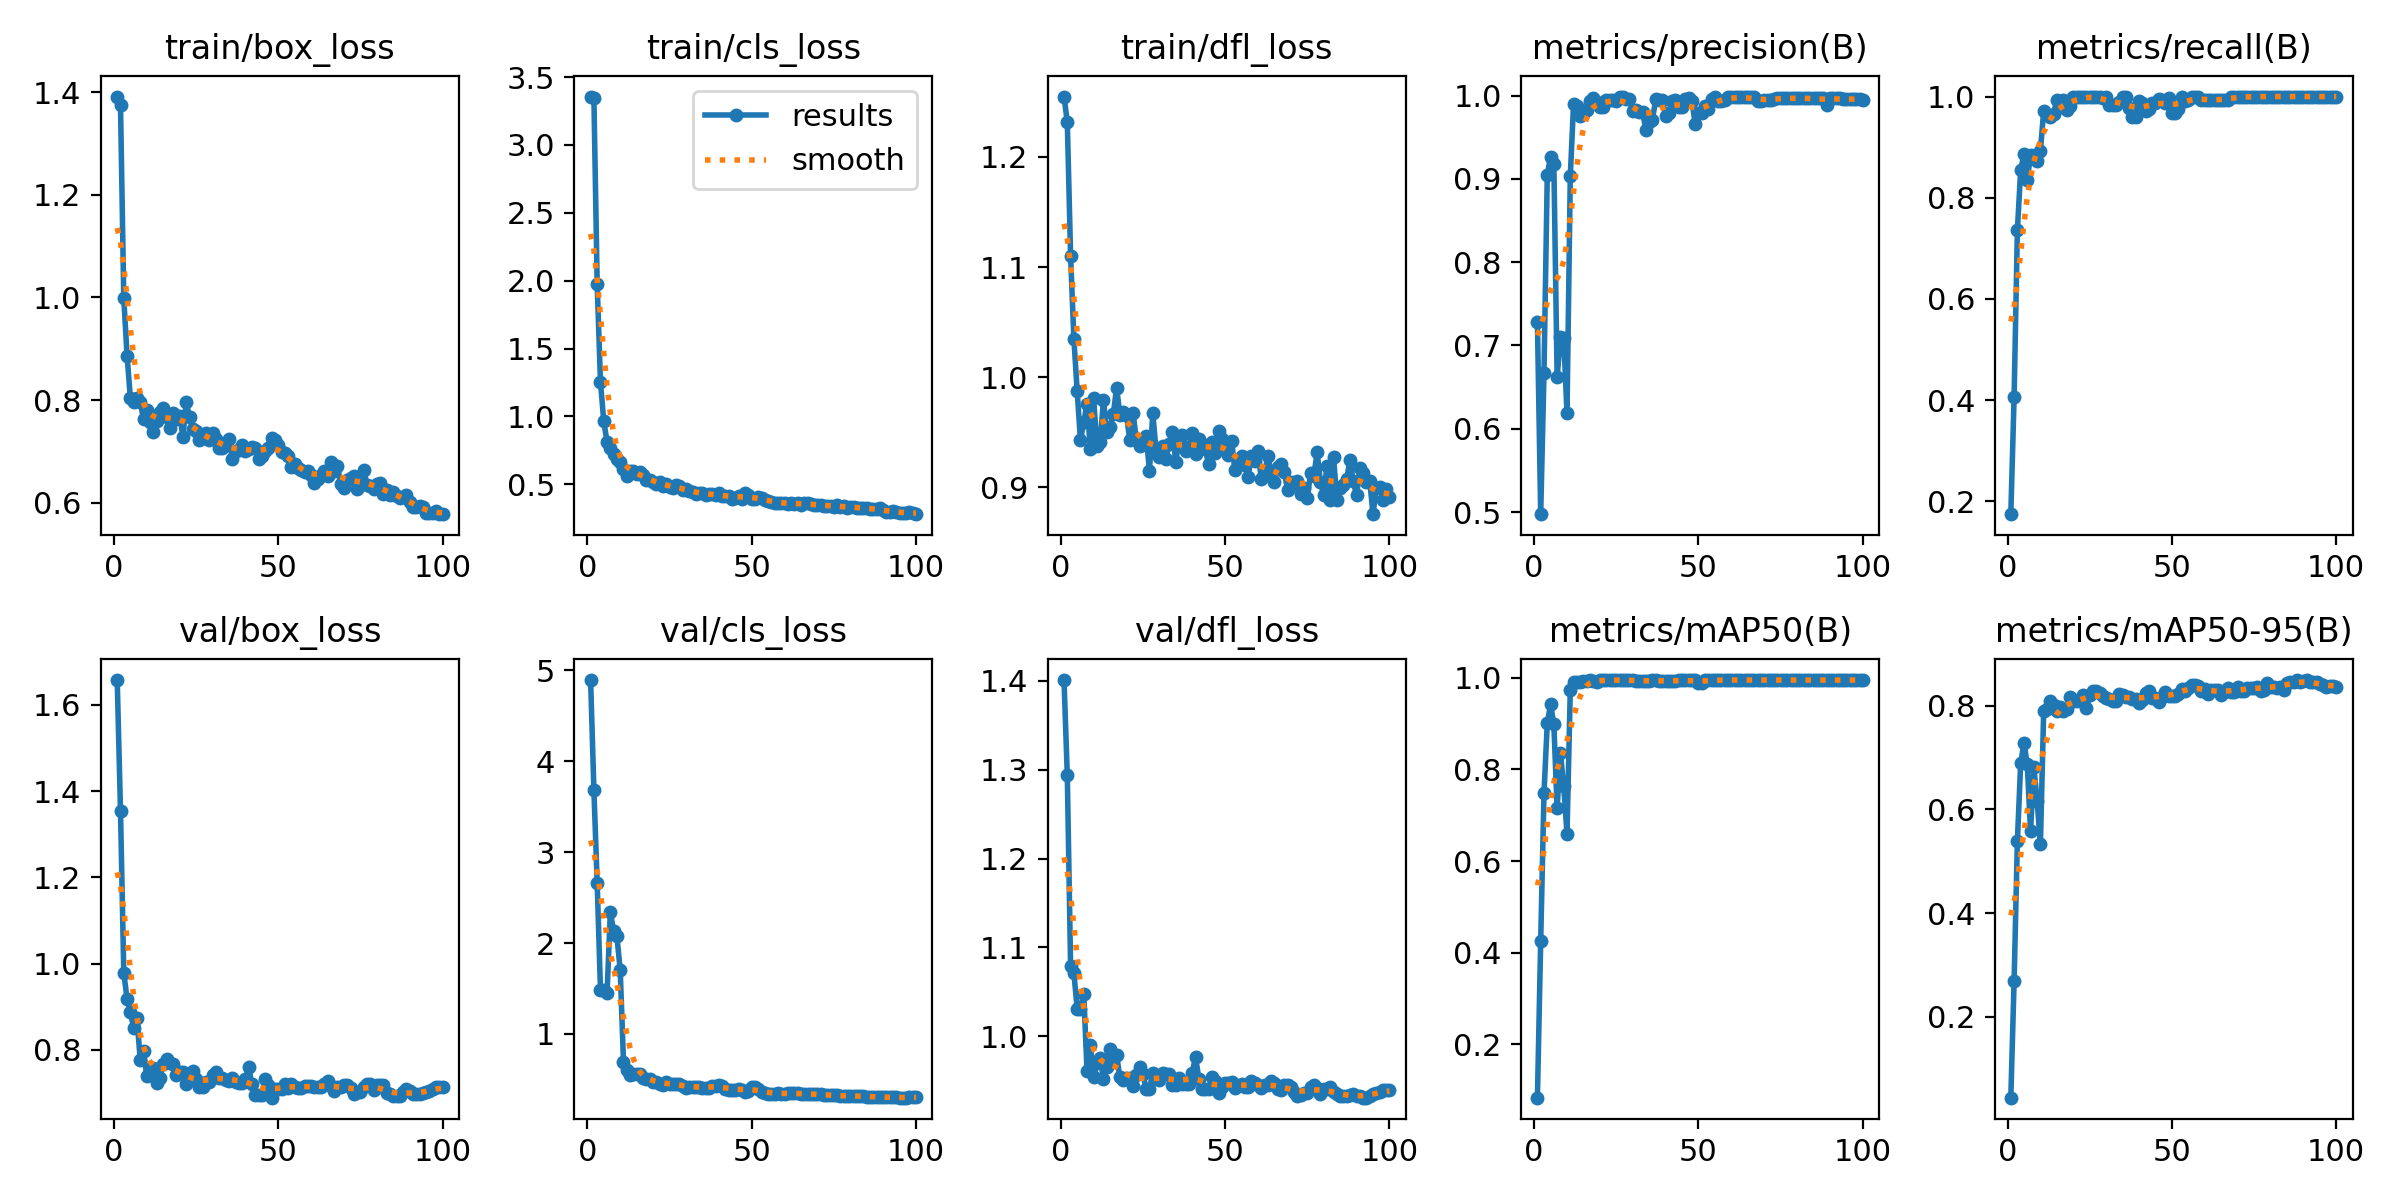 train/box_loss
1.4
1.2
1.0
0.8
0.6
0 50 100
train/cls_loss
3.5
3.0
2.5
2.0
1.5
1.0
0.5
0 50 100
results
smooth
train/dfl_loss
1.2
1.1
1.0
0.9
0 50 100
metrics/precision(B)
1.0
0.9
0.8
0.7
0.6
0.5
0 50 100
metrics/recall(B)
1.0
0.8
0.6
0.4
0.2
0 50 100
val/box_loss
1.6
1.4
1.2
1.0
0.8
0 50 100
val/cls_loss
5
4
3
2
1
0 50 100
val/dfl_loss
1.4
1.3
1.2
1.1
1.0
0 50 100
metrics/mAP50(B)
1.0
0.8
0.6
0.4
0.2
0 50 100
metrics/mAP50-95(B)
0.8
0.6
0.4
0.2
0 50 100